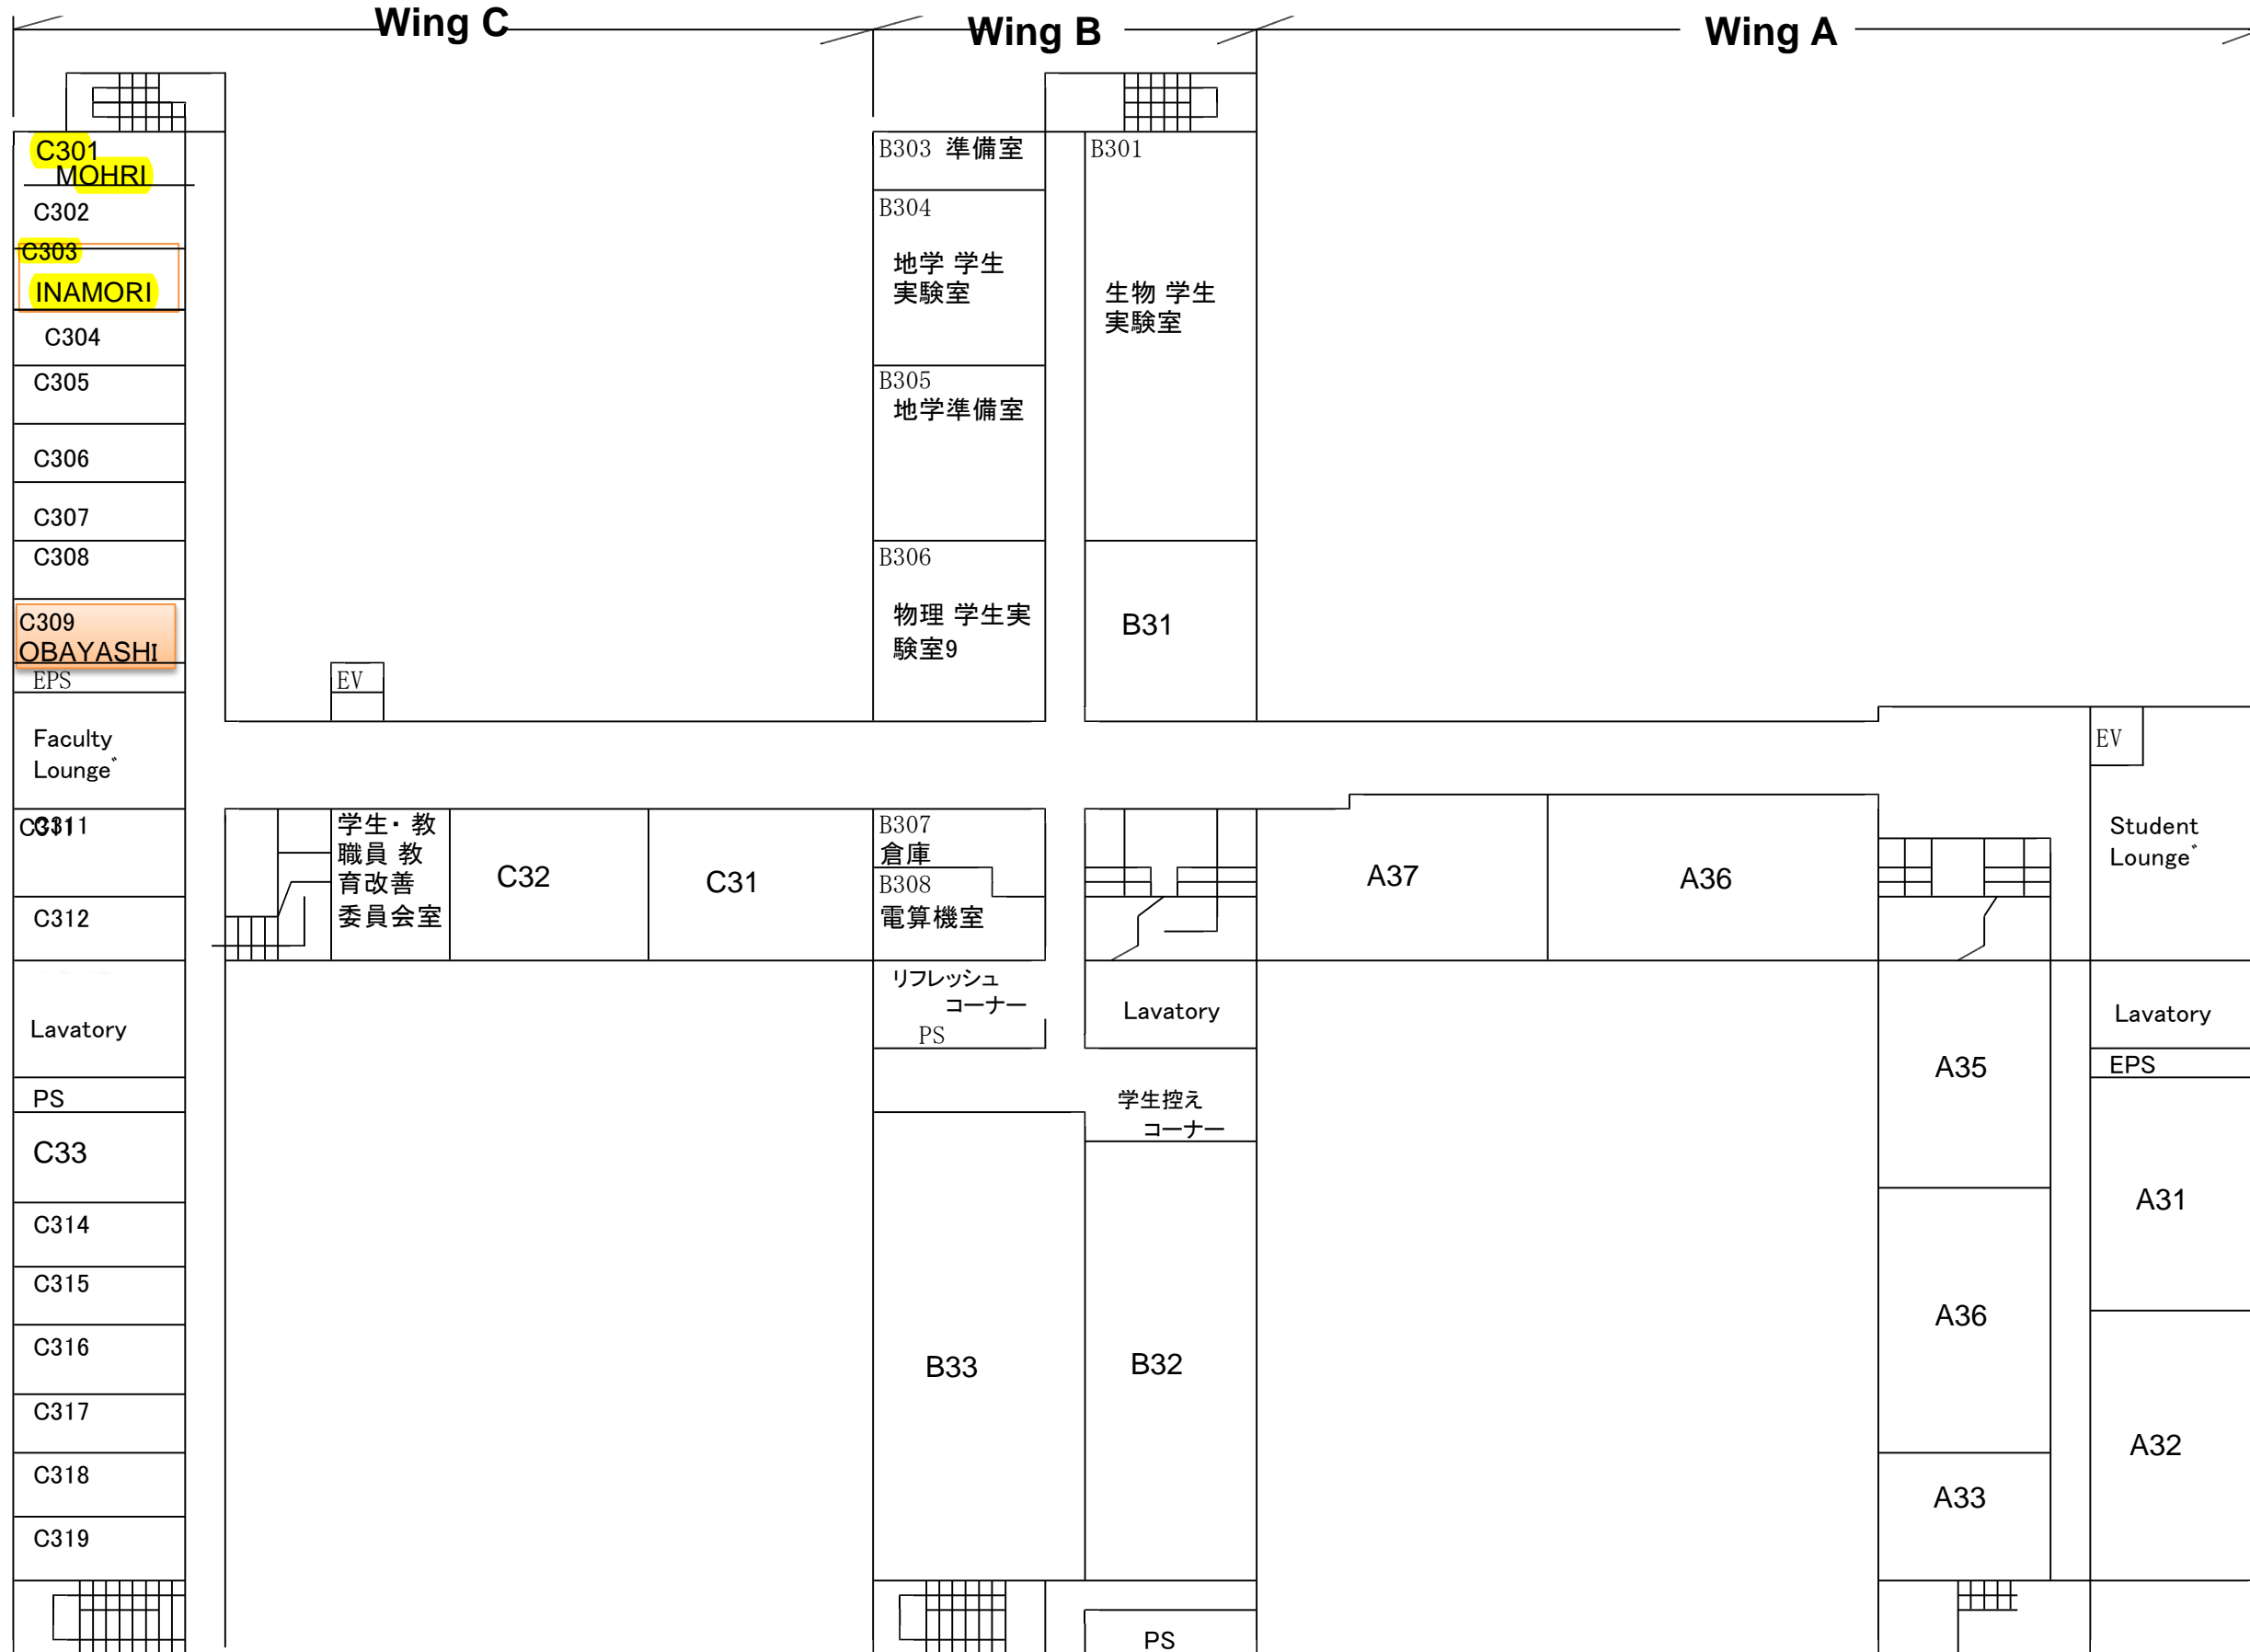 Wing C
Wing B
Wing A
C301
MOHRI
C302
C303
INAMORI
C304
C305
C306
C307
C308
C309
OBAYASHI
EPS
Faculty
Lounge゛
C311
C311
C312
Lavatory
PS
C33
C314
C315
C316
C317
C318
C319
EV
学生・教
職員 教
育改善
委員会室
C32
C31
B303 準備室
B304
地学 学生
実験室
B305
地学準備室
B306
物理 学生実
験室9
B301
生物 学生
実験室
B31
B307
倉庫
B308
電算機室
リフレッシュ
コーナー
PS
Lavatory
学生控え
コーナー
B33
B32
PS
A37
A36
EV
Student
Lounge゛
Lavatory
EPS
A35
A36
A33
A31
A32